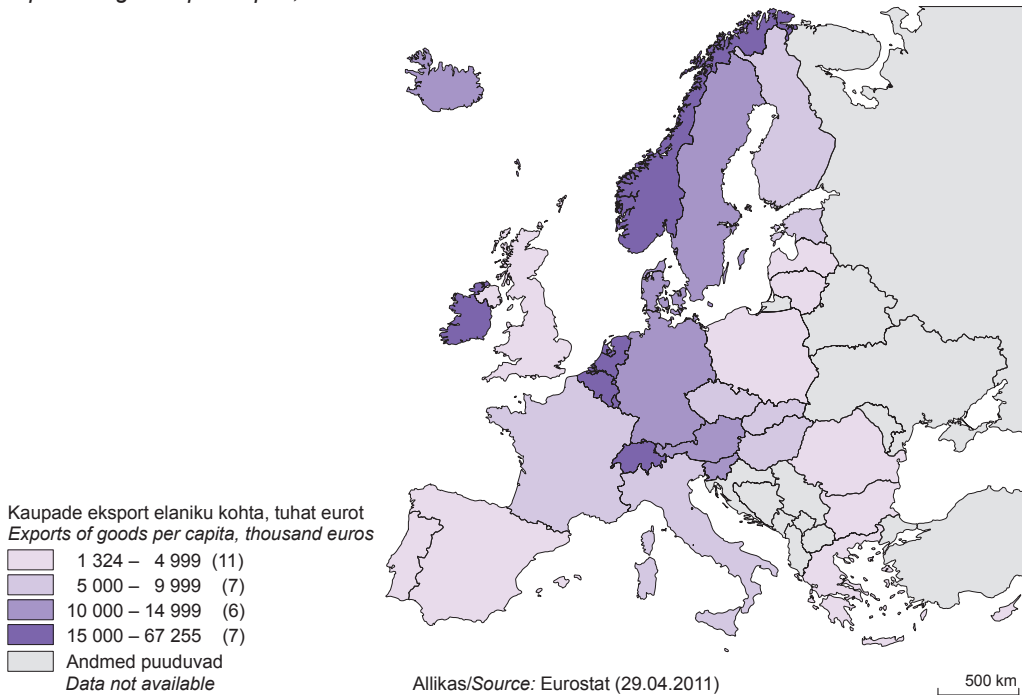 Kaupade eksport elaniku kohta, tuhat eurot
Exports of goods per capita, thousand euros
1 324 – 4 999 (11)
5 000 – 9 999 (7)
10 000 – 14 999 (6)
15 000 – 67 255 (7)
Andmed puuduvad
Data not available
Allikas/Source: Eurostat (29.04.2011)
500 km